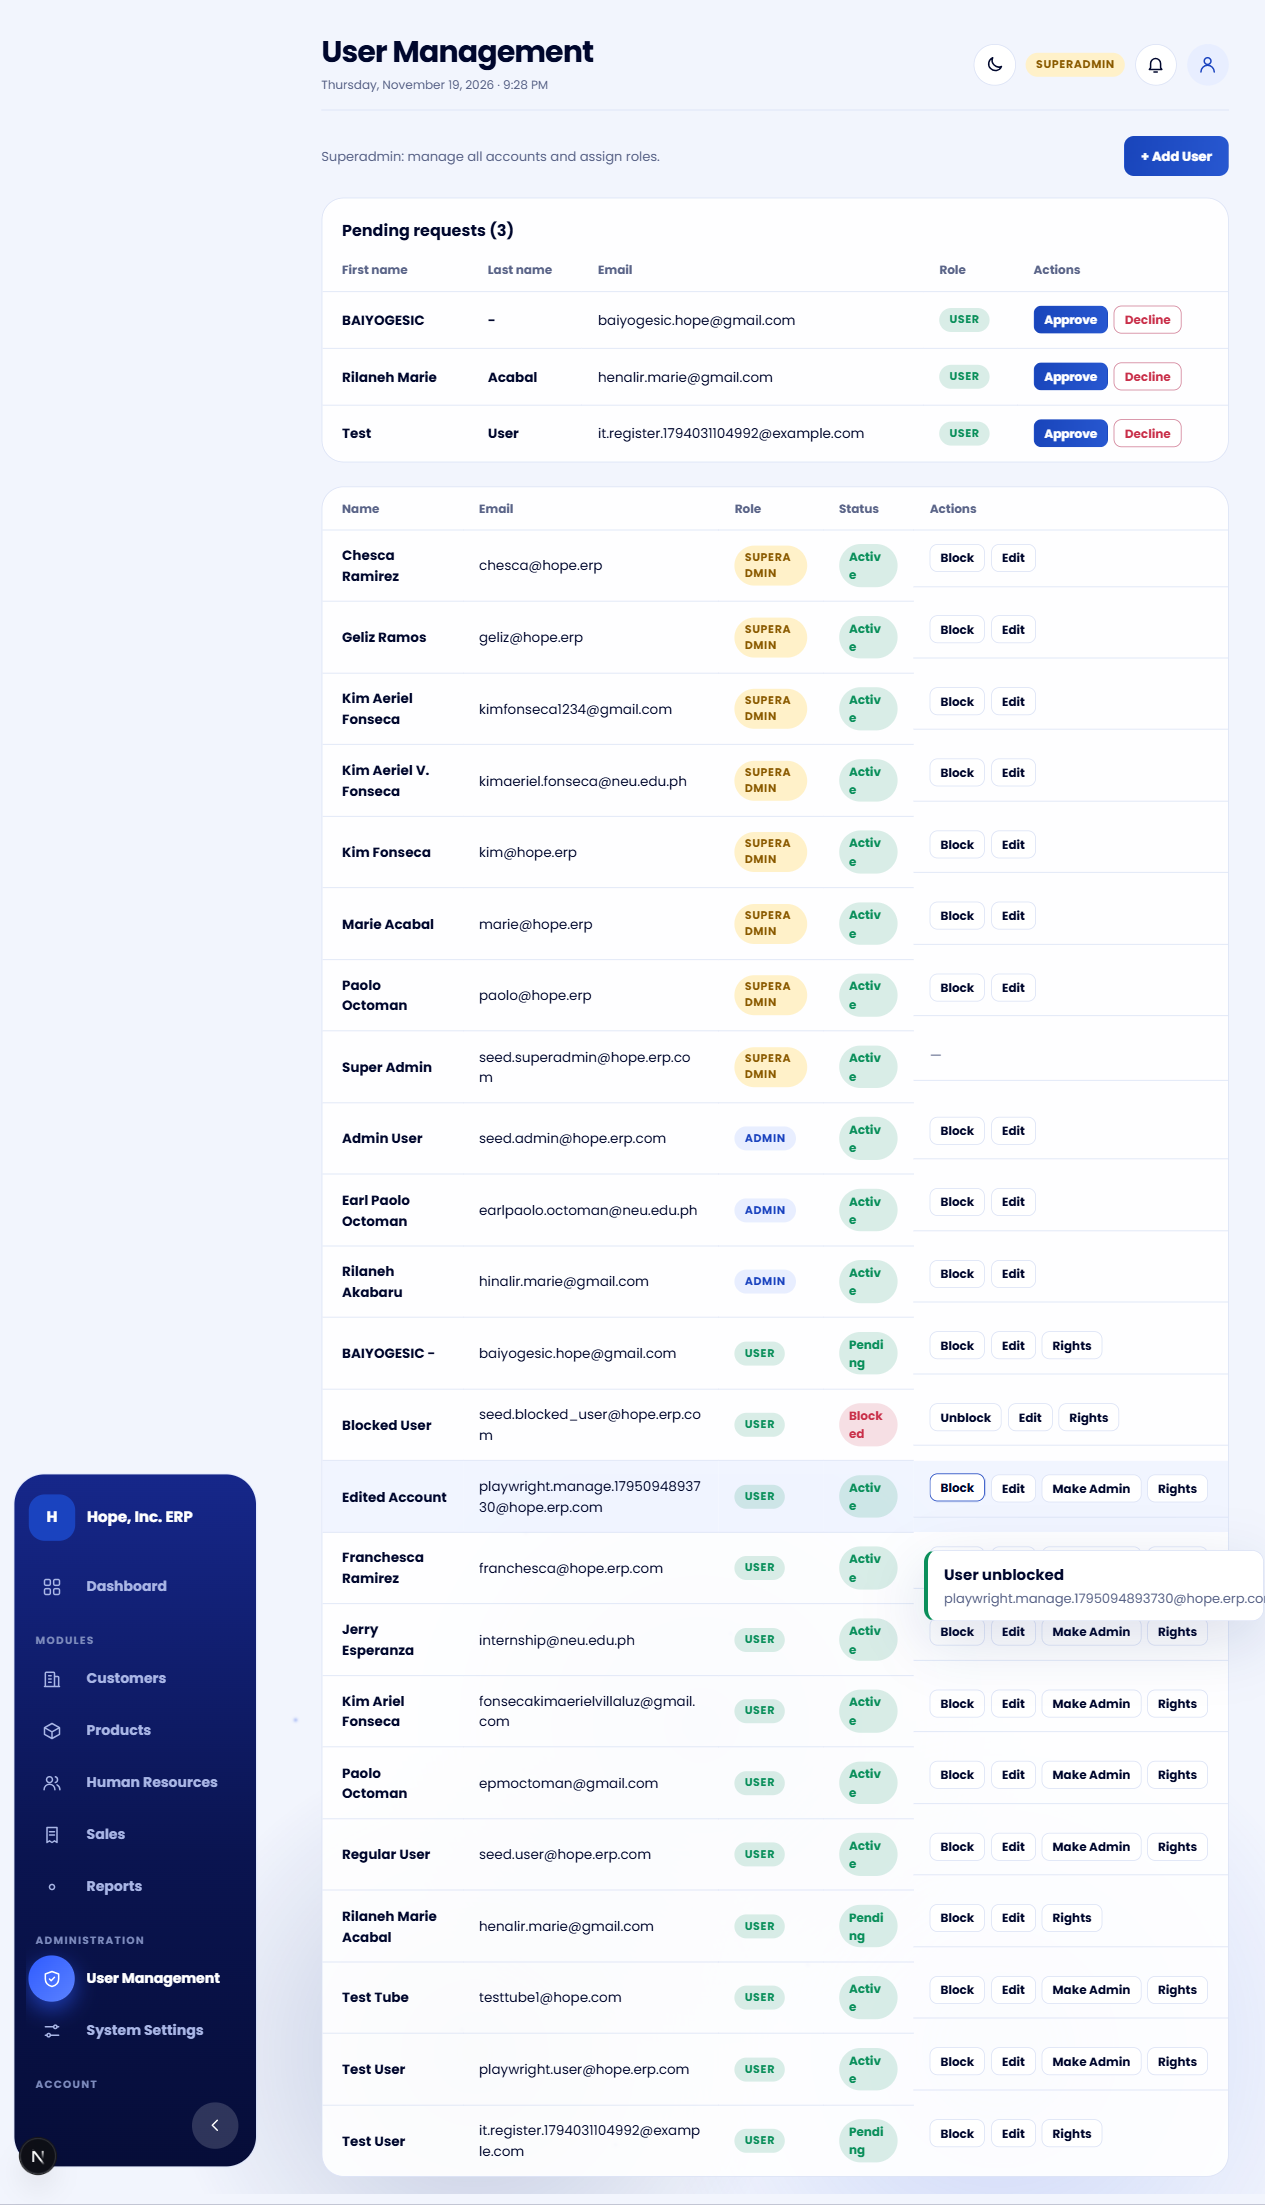 User Management
Thursday, November 19, 2026 · 9:28 PM
SUPERADMIN
Superadmin: manage all accounts and assign roles.
+ Add User
Pending requests (3)
First name Last name Email Role Actions
BAIYOGESIC - baiyogesic.hope@gmail.com USER Approve Decline
Rilaneh Marie Acabal henalir.marie@gmail.com USER Approve Decline
Test User it.register.1794031104992@example.com USER Approve Decline
Name Email Role Status Actions
Chesca
Ramirez
chesca@hope.erp
SUPERA
DMIN
Activ
e
Block Edit
Geliz Ramos
geliz@hope.erp
SUPERA
DMIN
Activ
e
Block Edit
Kim Aeriel
Fonseca
kimfonseca1234@gmail.com
SUPERA
DMIN
Activ
e
Block Edit
Kim Aeriel V.
Fonseca
kimaeriel.fonseca@neu.edu.ph
SUPERA
DMIN
Activ
e
Block Edit
Kim Fonseca
kim@hope.erp
SUPERA
DMIN
Activ
e
Block Edit
Marie Acabal
marie@hope.erp
SUPERA
DMIN
Activ
e
Block Edit
Paolo
Octoman
paolo@hope.erp
SUPERA
DMIN
Activ
e
Block Edit
Super Admin
seed.superadmin@hope.erp.co
m
SUPERA
DMIN
Activ
e
—
Admin User
seed.admin@hope.erp.com
ADMIN
Activ
e
Block Edit
Earl Paolo
Octoman
earlpaolo.octoman@neu.edu.ph
ADMIN
Activ
e
Block Edit
Rilaneh
Akabaru
hinalir.marie@gmail.com
ADMIN
Activ
e
Block Edit
BAIYOGESIC -
baiyogesic.hope@gmail.com
USER
Pendi
ng
Block Edit Rights
Blocked User
seed.blocked_user@hope.erp.co
m
USER
Block
ed
Unblock Edit Rights
Edited Account
playwright.manage.17950948937
30@hope.erp.com
USER
Activ
e
Block Edit Make Admin Rights
Franchesca
Ramirez
franchesca@hope.erp.com
USER
Activ
e
User unblocked
playwright.manage.1795094893730@hope.erp.co
Jerry
Esperanza
internship@neu.edu.ph
USER
Activ
e
Block Edit Make Admin Rights
Kim Ariel
Fonseca
fonsecakimaerielvillaluz@gmail.
com
USER
Activ
e
Block Edit Make Admin Rights
Paolo
Octoman
epmoctoman@gmail.com
USER
Activ
e
Block Edit Make Admin Rights
Regular User
seed.user@hope.erp.com
USER
Activ
e
Block Edit Make Admin Rights
Rilaneh Marie
Acabal
henalir.marie@gmail.com
USER
Pendi
ng
Block Edit Rights
Test Tube
testtube1@hope.com
USER
Activ
e
Block Edit Make Admin Rights
Test User
playwright.user@hope.erp.com
USER
Activ
e
Block Edit Make Admin Rights
Test User
it.register.1794031104992@examp
le.com
USER
Pendi
ng
Block Edit Rights
H Hope, Inc. ERP
Dashboard
MODULES
Customers
Products
Human Resources
Sales
Reports
ADMINISTRATION
User Management
System Settings
ACCOUNT
N